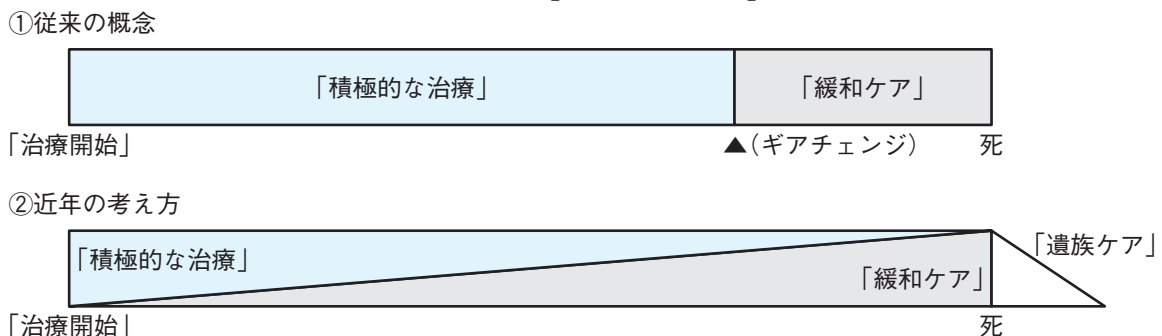 ①従来の概念
「積極的な治療」
「緩和ケア」
「治療開始」
▲(ギアチェンジ)
死
②近年の考え方
「積極的な治療」
「緩和ケア」
「遺族ケア」
「治療開始」
死